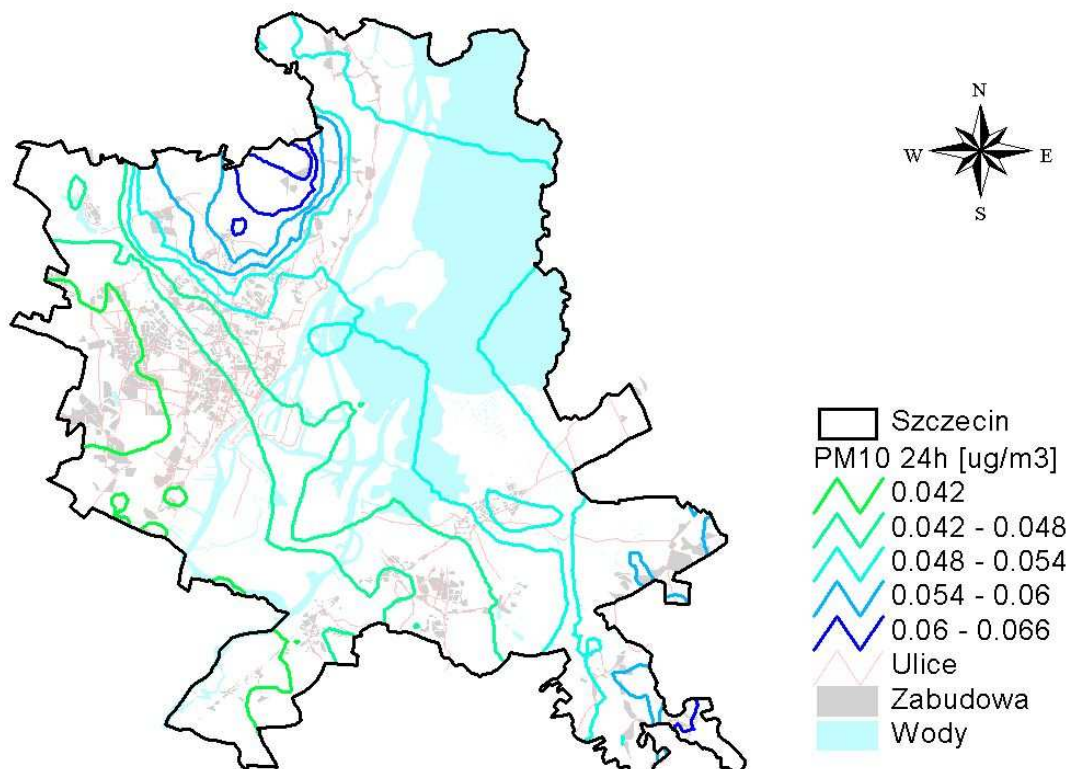 N
W E
S
Szczecin
PM10 24h [ug/m3]
0.042
0.042 - 0.048
0.048 - 0.054
0.054 - 0.06
0.06 - 0.066
Ulice
Zabudowa
Wody